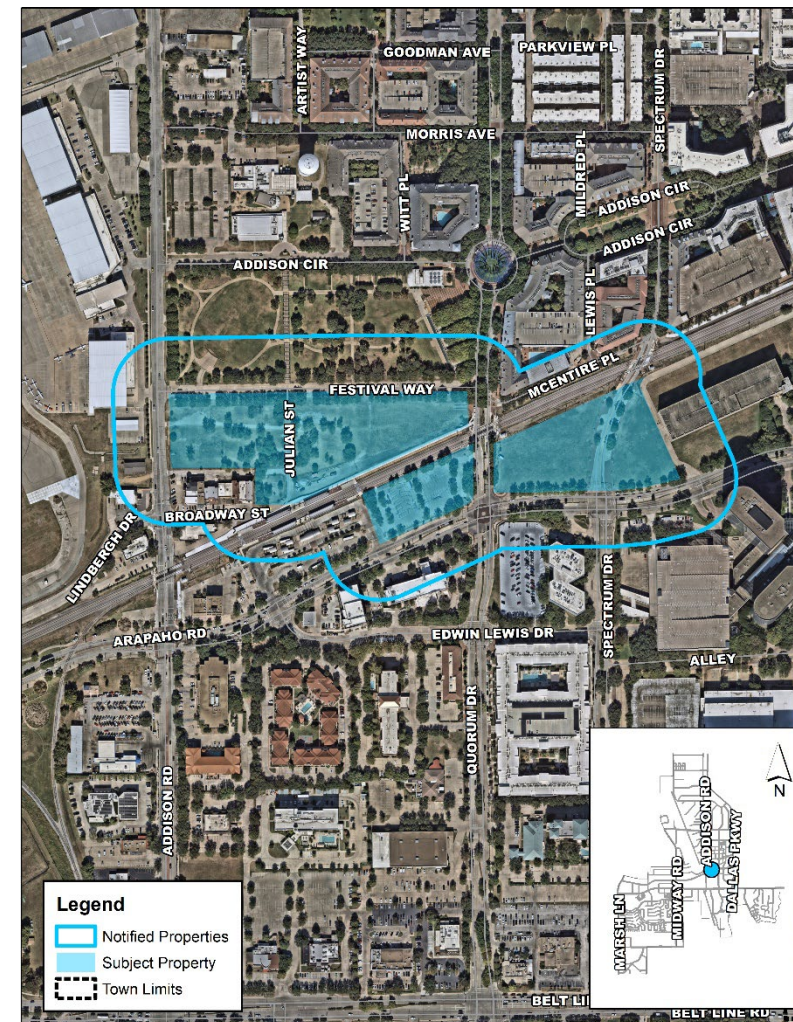 ARTIST WAY
GOODMAN AVE
PARKVIEW PL
SPECTRUM DR
MORRIS AVE
MILDRED PL
WITT PL
ADDISON CIR
ADDISON CIR
ADDISON CIR
LEWIS PL
MCENTIRE PL
FESTIVAL WAY
JULIAN ST
BROADWAY ST
LINDBERGH DR
ARAPAHO RD
EDWIN LEWIS DR
SPECTRUM DR
ALLEY
QUORUM DR
ADDISON RD
N
ADDISON RD
DALLAS PKWY
MIDWAY RD
MARSH LN
Legend
Notified Properties
Subject Property
Town Limits
BELT LI
BELT LINE RD